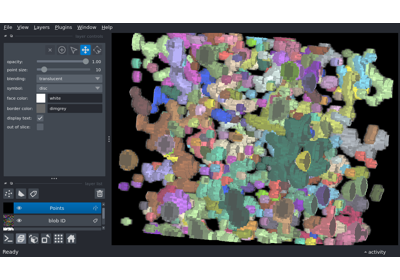 File View Layers Plugins Window Help
opacity: 1.00
point size: 10
blending: translucent
symbol: disc
face color: white
border color: dimgrey
display text: ✓
out of slice:
Points
blob ID
Ready
activity